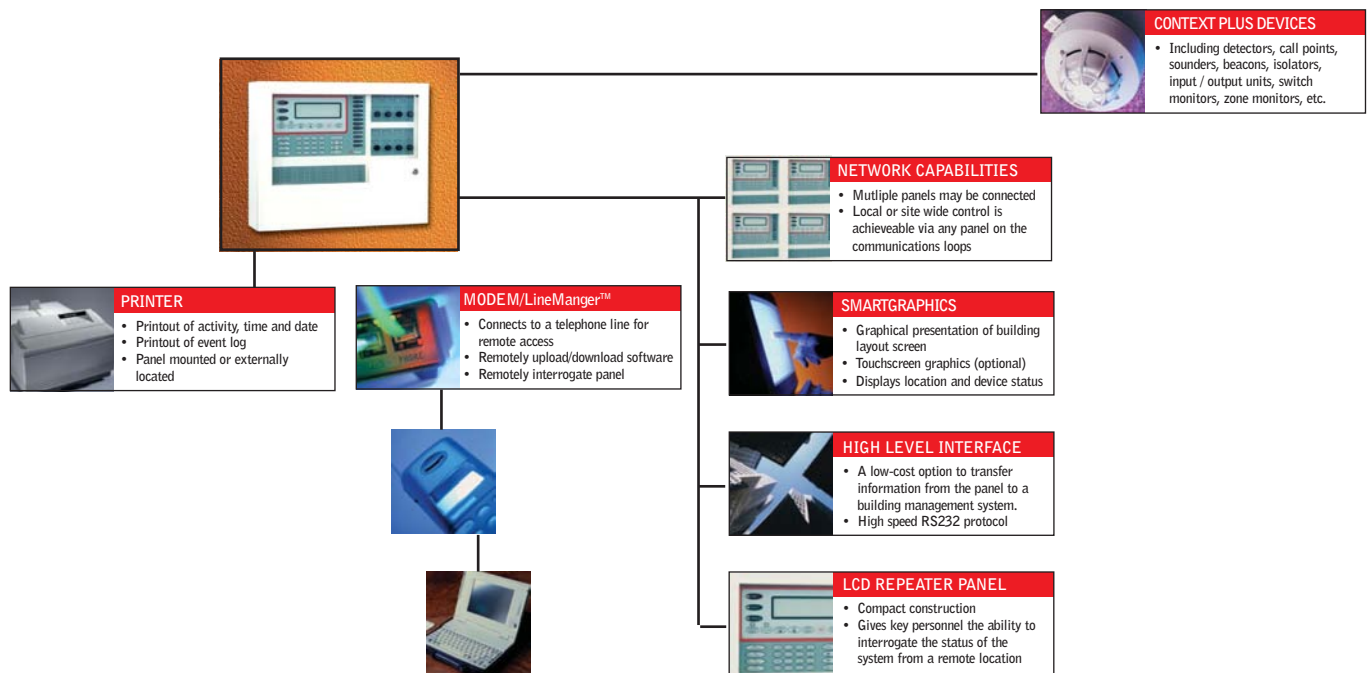 CONTEXT PLUS DEVICES
• Including detectors, call points,
sounders, beacons, isolators,
input / output units, switch
monitors, zone monitors, etc.
NETWORK CAPABILITIES
• Mutliple panels may be connected
• Local or site wide control is
achieveable via any panel on the
communications loops
PRINTER
• Printout of activity, time and date
• Printout of event log
• Panel mounted or externally
located
MODEM/LineManger™
• Connects to a telephone line for
remote access
• Remotely upload/download software
• Remotely interrogate panel
SMARTGRAPHICS
• Graphical presentation of building
layout screen
• Touchscreen graphics (optional)
• Displays location and device status
HIGH LEVEL INTERFACE
• A low-cost option to transfer
information from the panel to a
building management system.
• High speed RS232 protocol
LCD REPEATER PANEL
• Compact construction
• Gives key personnel the ability to
interrogate the status of the
system from a remote location